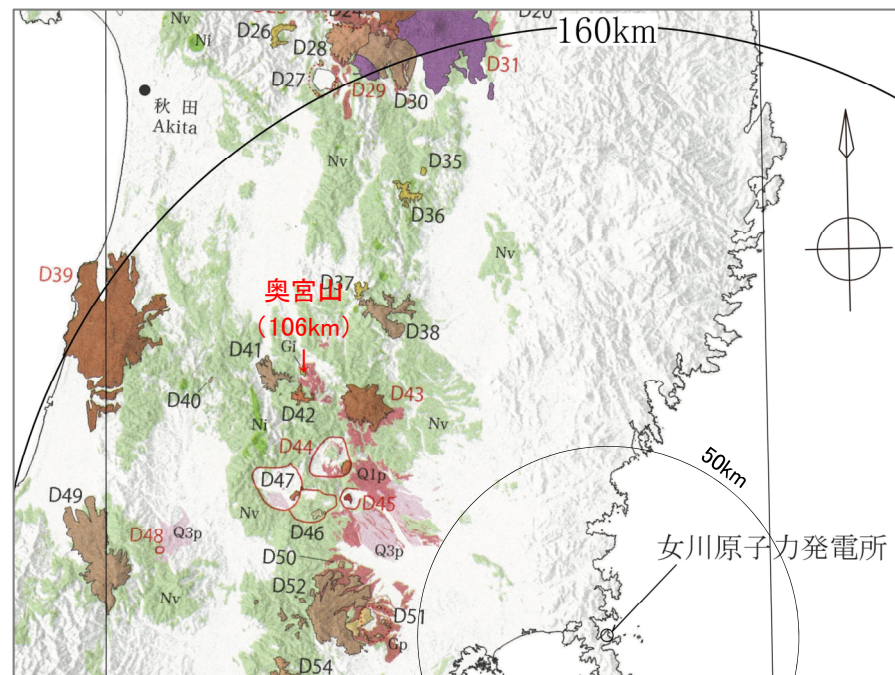 Nv
D26
Ni
D28
D27
D29
D30
D31
160km
秋 田
Akita
Nv
D35
D36
Nv
D39
D37
奥宮山
(106km)
D38
Gi
D41
D40
D42
D43
Ni
Nv
D44
D47
Q1p
D45
D49
Nv
D46
Q3p
D48
Q3p
50km
女川原子力発電所
D50
D52
Nv
D51
Gp
D54